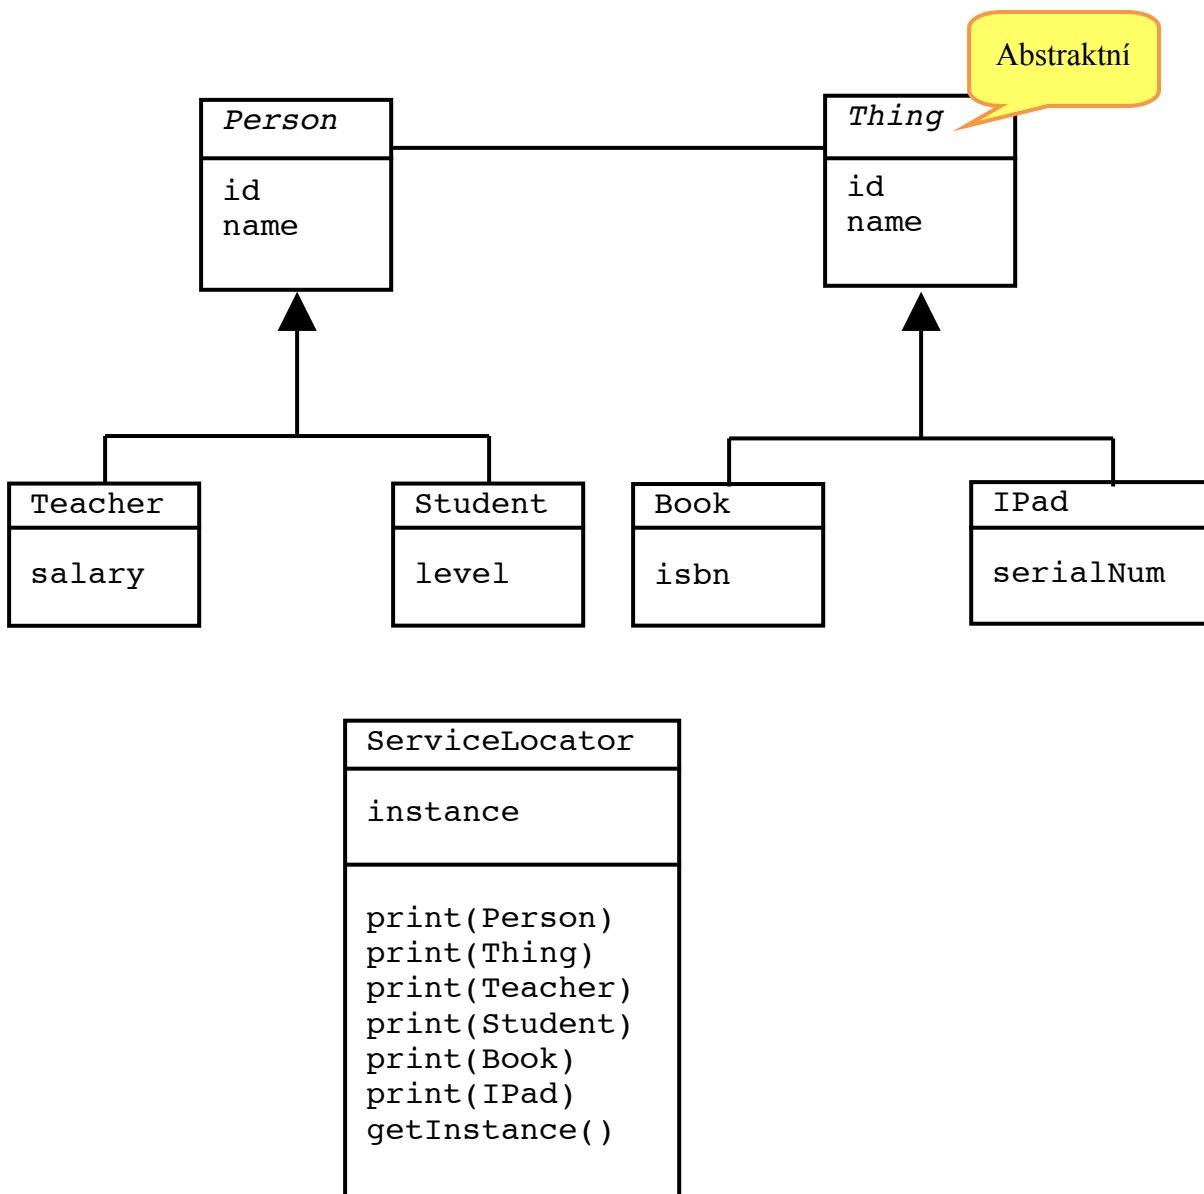 Abstraktní
Person
id
name
Thing
id
name
Teacher
salary
Student
level
Book
isbn
IPad
serialNum
ServiceLocator
instance
print(Person)
print(Thing)
print(Teacher)
print(Student)
print(Book)
print(IPad)
getInstance()